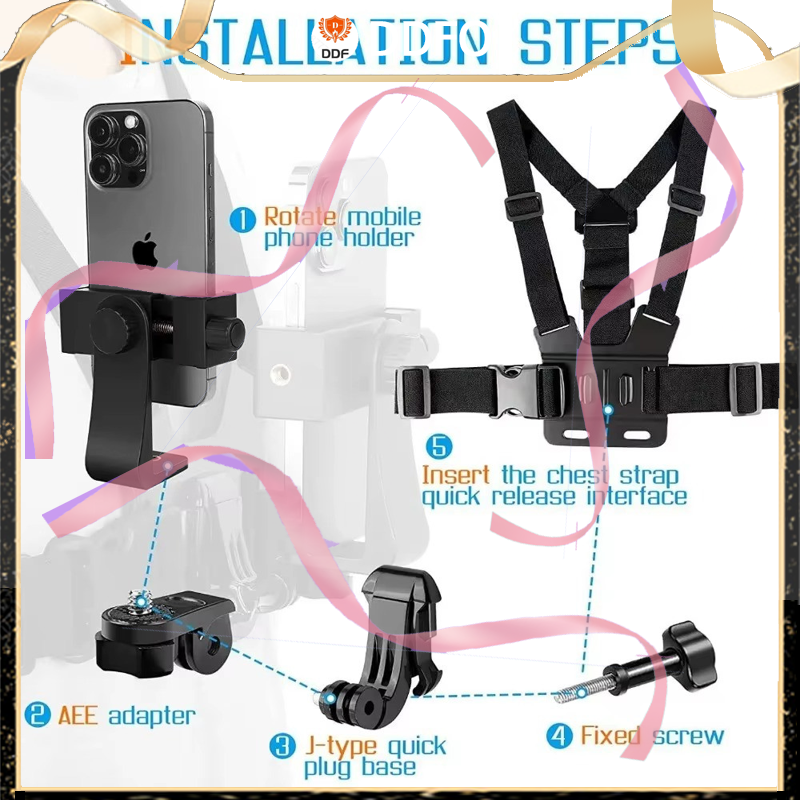 INSTALLATION STEPS
DDF
1 Rotate mobile
phone holder
5
Insert the chest strap
quick release interface
2 AEE adapter
3 J-type quick
plug base
4 Fixed screw